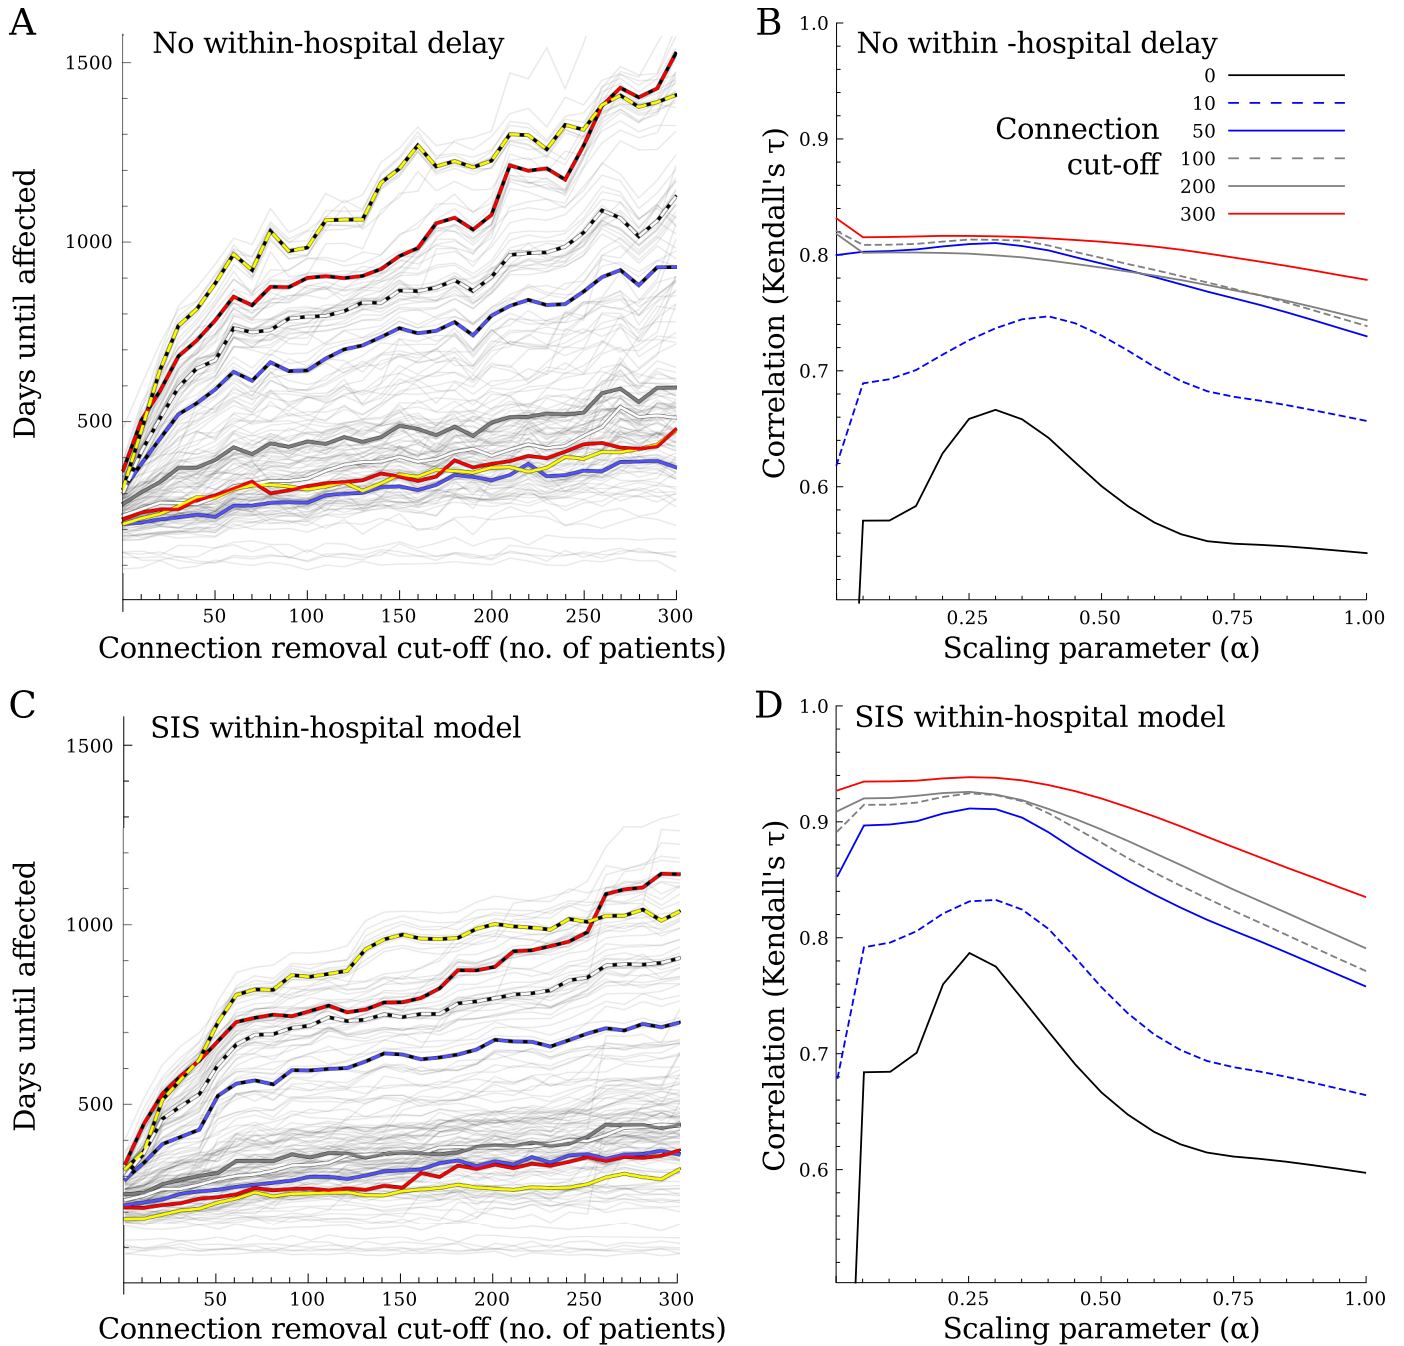 A
No within-hospital delay
1500
1000
500
Days until affected
50 100 150 200 250 300
Connection removal cut-off (no. of patients)
B
No within -hospital delay
1.0
0.9
0.8
0.7
0.6
Correlation (Kendall's τ)
Connection
cut-off
0
10
50
100
200
300
0.25 0.50 0.75 1.00
Scaling parameter (α)
C
SIS within-hospital model
1500
1000
500
Days until affected
50 100 150 200 250 300
Connection removal cut-off (no. of patients)
D
SIS within-hospital model
1.0
0.9
0.8
0.7
0.6
Correlation (Kendall's τ)
0.25 0.50 0.75 1.00
Scaling parameter (α)